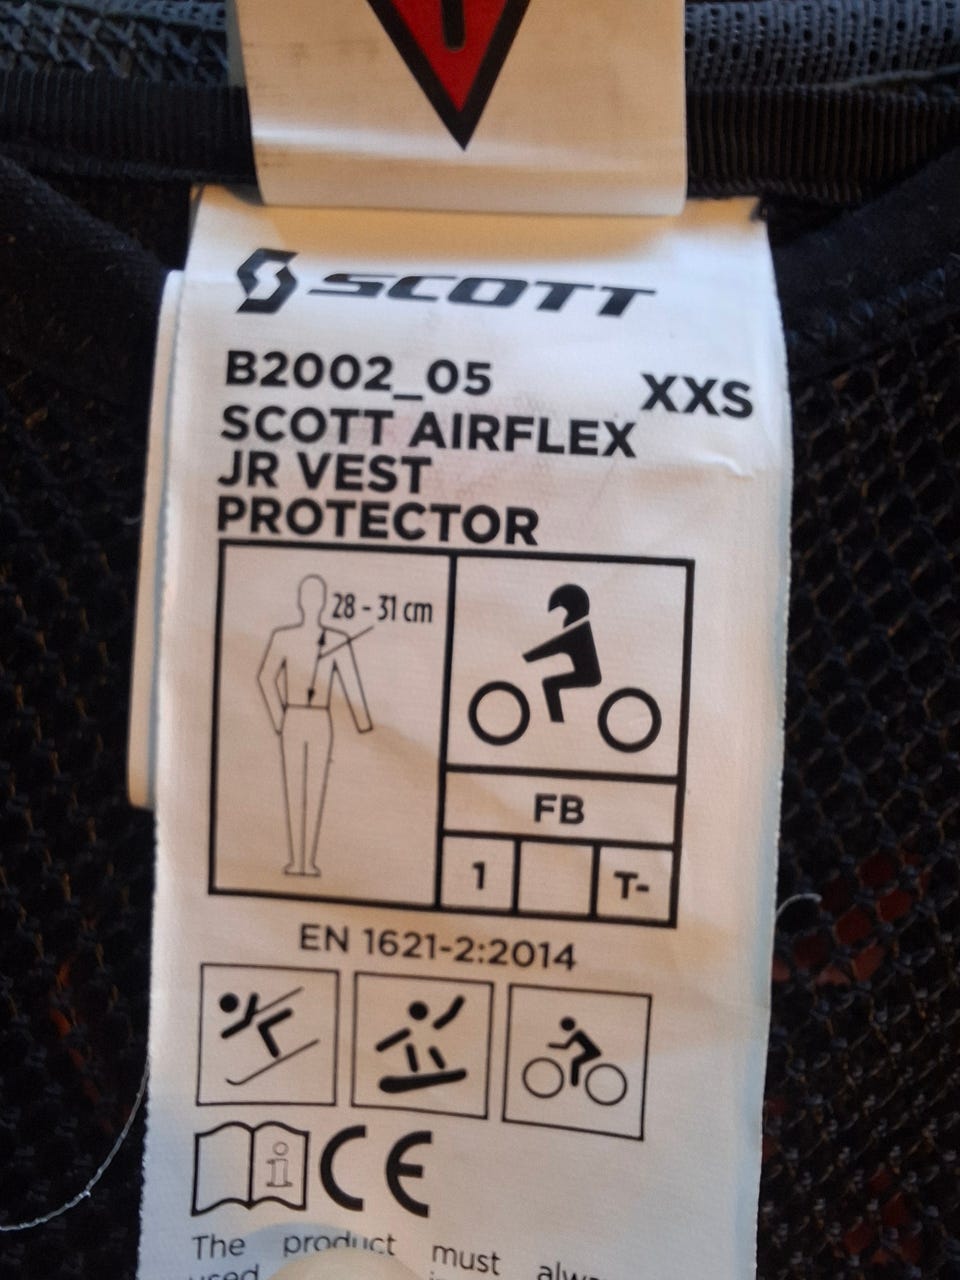 SCOTT
B2002_05 XXS
SCOTT AIRFLEX
JR VEST
PROTECTOR
28 - 31 cm
FB
1 T-
EN 1621-2:2014
i
CE
The product must
used